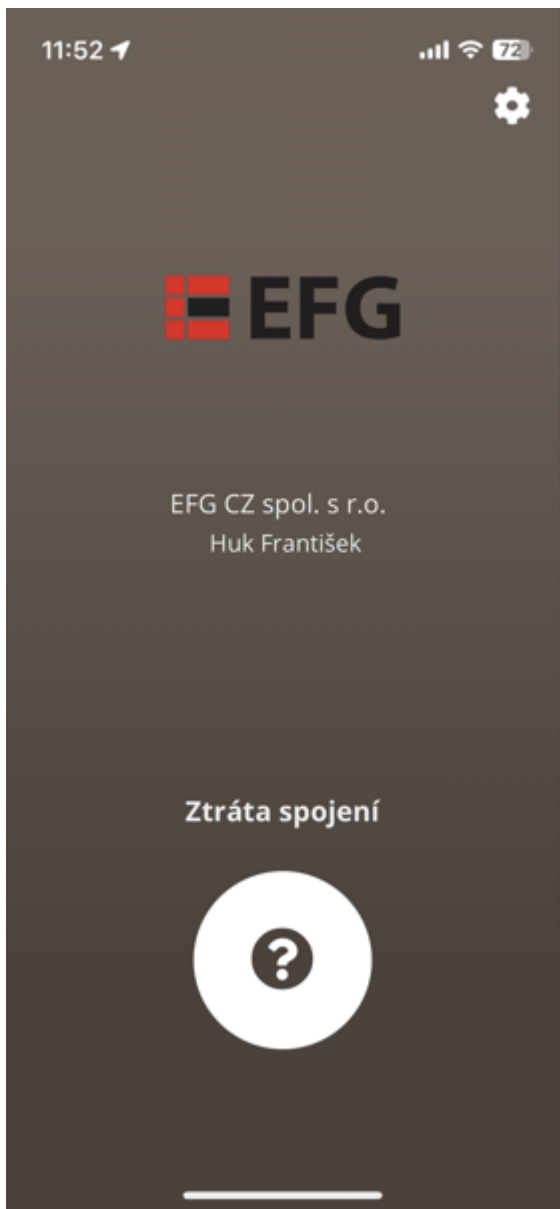 11:52
72
EFG
EFG CZ spol. s r.o.
Huk František
Ztráta spojení
?